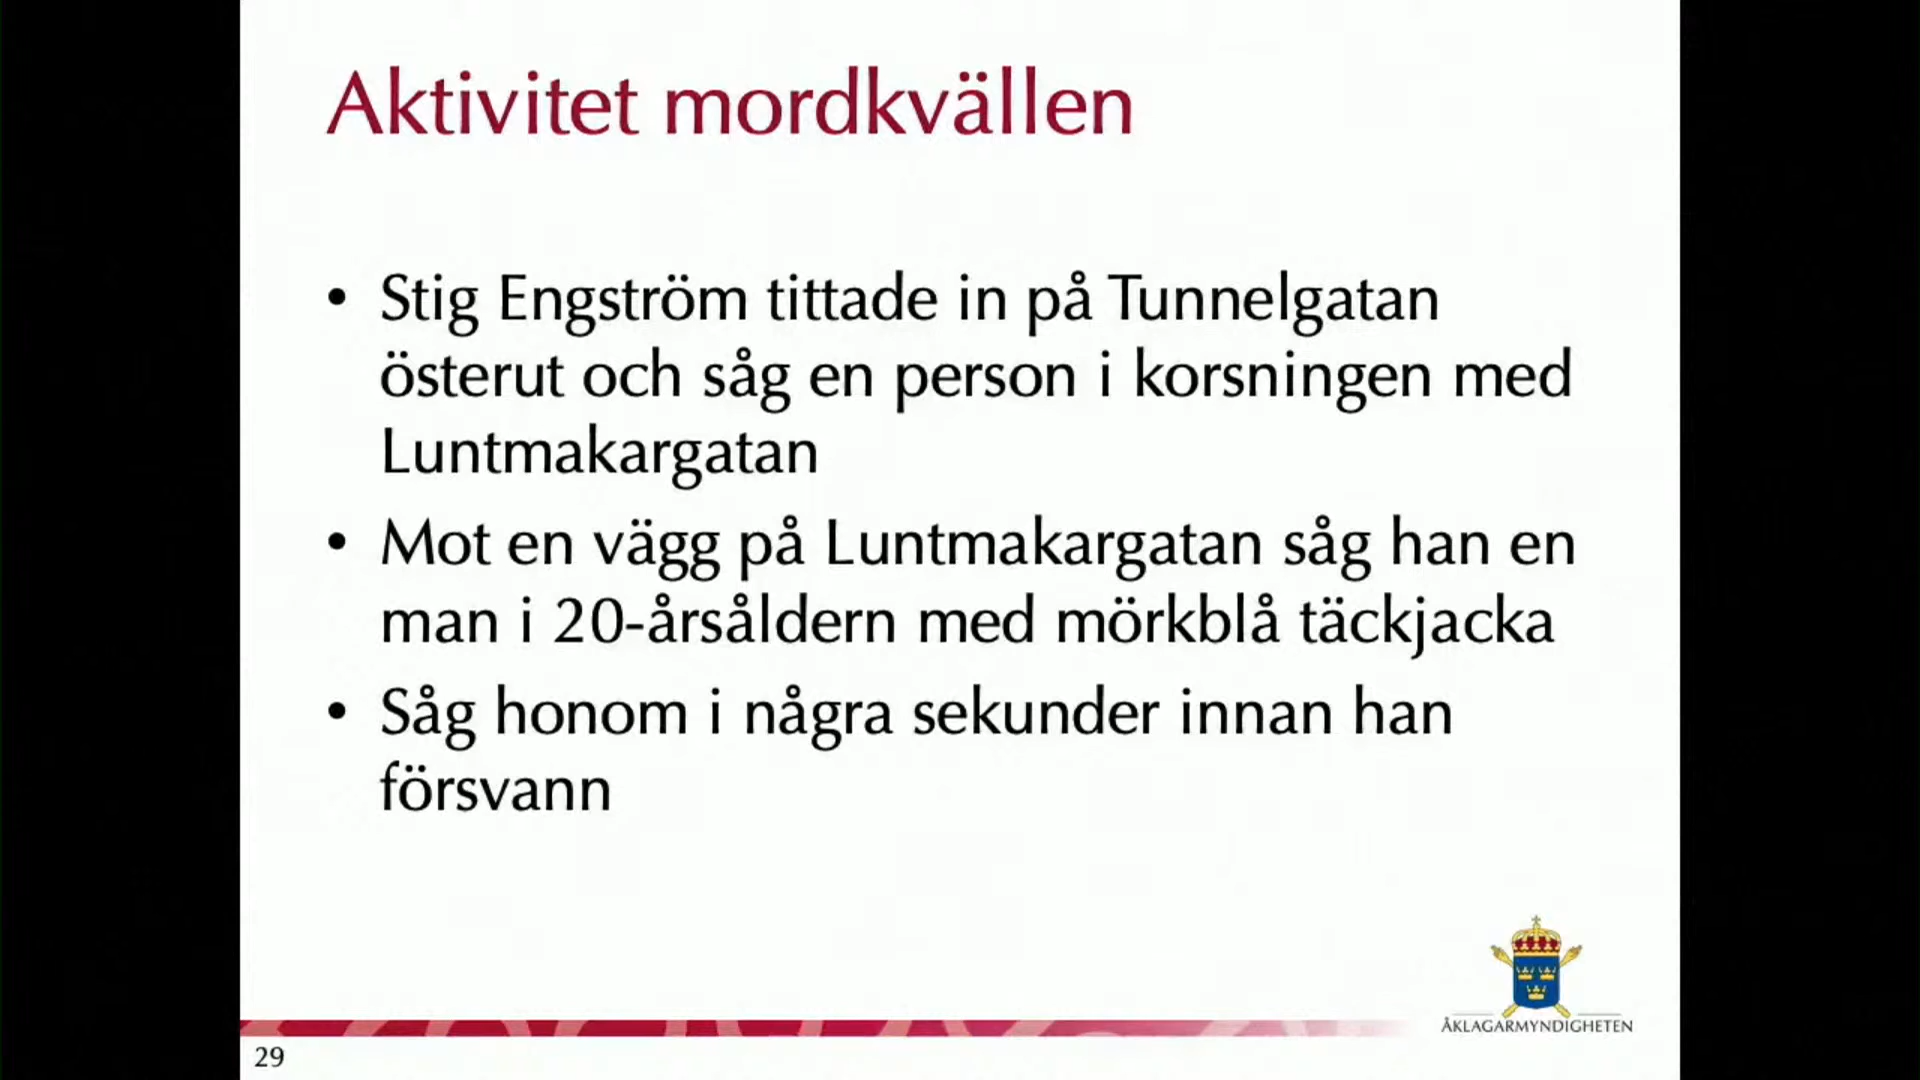 Aktivitet mordkvällen
• Stig Engström tittade in på Tunnelgatan
österut och såg en person i korsningen med
Luntmakargatan
• Mot en vägg på Luntmakargatan såg han en
man i 20-årsåldern med mörkblå täckjacka
• Såg honom i några sekunder innan han
försvann
ÅKLAGARMYNDIGHETEN
29